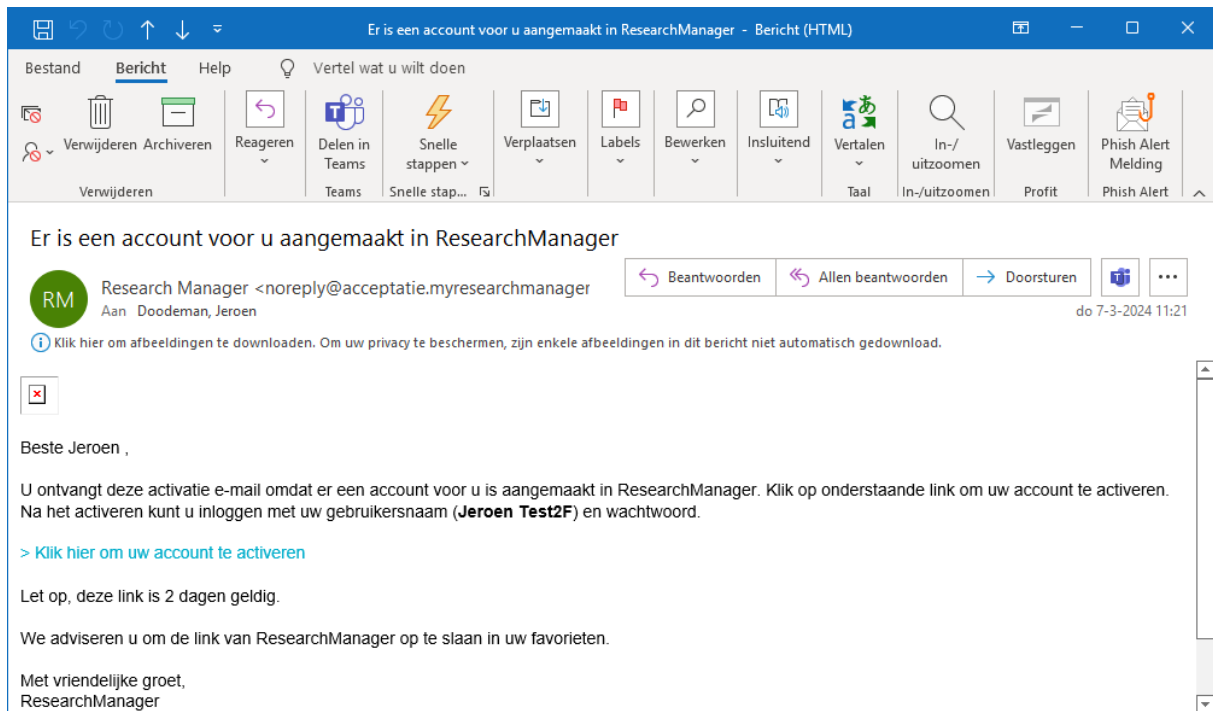 Er is een account voor u aangemaakt in ResearchManager - Bericht (HTML)
Bestand Bericht Help Vertel wat u wilt doen
Verwijderen Archiveren
Verwijderen
Reageren
Delen in
Teams
Teams
Snelle
stappen
Snelle stap...
Verplaatsen
Labels
Bewerken
Insluitend
Vertalen
Taal
In-/
uitzoomen
In-/uitzoomen
Vastleggen
Profit
Phish Alert
Melding
Phish Alert
Er is een account voor u aangemaakt in ResearchManager
RM
Research Manager <noreply@acceptatie.myresearchmanager
Aan Doodeman, Jeroen
Beantwoorden Allen beantwoorden Doorsturen
do 7-3-2024 11:21
Klik hier om afbeeldingen te downloaden. Om uw privacy te beschermen, zijn enkele afbeeldingen in dit bericht niet automatisch gedownload.
Beste Jeroen ,
U ontvangt deze activatie e-mail omdat er een account voor u is aangemaakt in ResearchManager. Klik op onderstaande link om uw account te activeren.
Na het activeren kunt u inloggen met uw gebruikersnaam (Jeroen Test2F) en wachtwoord.
> Klik hier om uw account te activeren
Let op, deze link is 2 dagen geldig.
We adviseren u om de link van ResearchManager op te slaan in uw favorieten.
Met vriendelijke groet,
ResearchManager